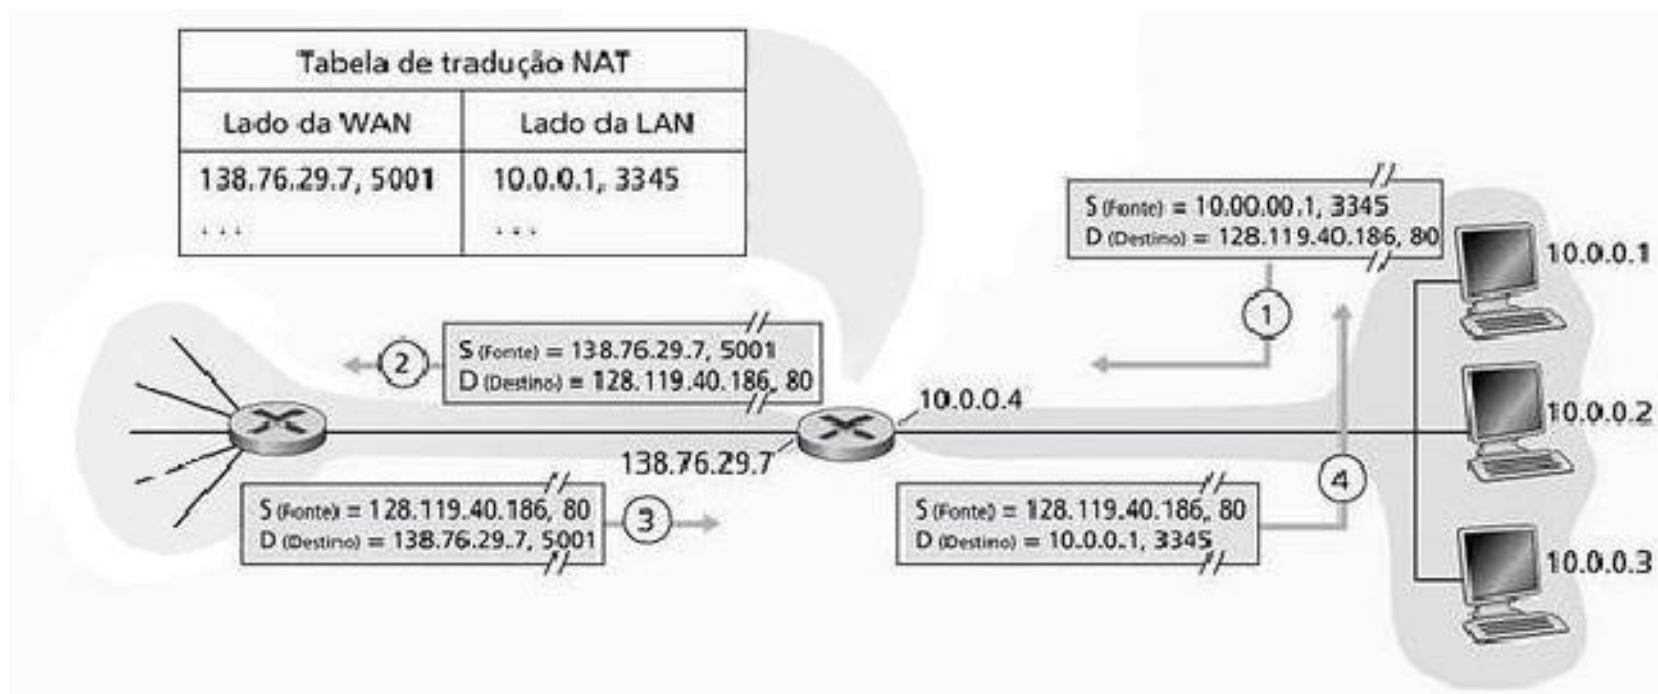 Tabela de tradução NAT
Lado da WAN
Lado da LAN
138.76.29.7, 5001
10.0.0.1, 3345
. . .
. . .
S (Fonte) = 10.00.00.1, 3345
D (Destino) = 128.119.40.186, 80
10.0.0.1
1
2
S (Fonte) = 138.76.29.7, 5001
D (Destino) = 128.119.40.186, 80
10.0.0.4
10.0.0.2
138.76.29.7
4
S (Fonte) = 128.119.40.186, 80
D (Destino) = 138.76.29.7, 5001
3
S (Fonte) = 128.119.40.186, 80
D (Destino) = 10.0.0.1, 3345
10.0.0.3